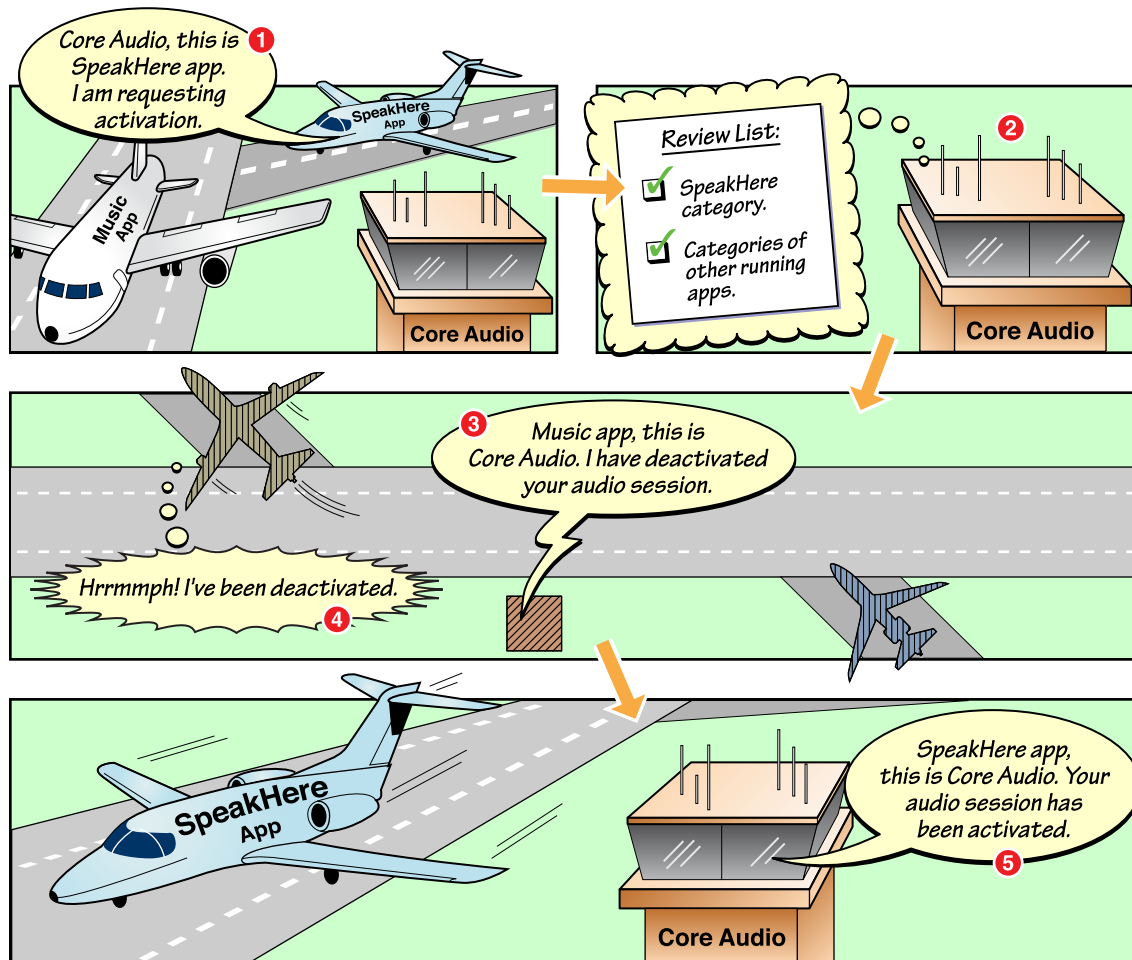 Core Audio, this is
SpeakHere app.
I am requesting
activation.
1
SpeakHere
App
Music
App
Core Audio
Review List:
SpeakHere
category.
Categories of
other running
apps.
2
Core Audio
3
Music app, this is
Core Audio. I have deactivated
your audio session.
Hrrmmph! I've been deactivated.
4
SpeakHere
App
SpeakHere app,
this is Core Audio. Your
audio session has
been activated.
5
Core Audio